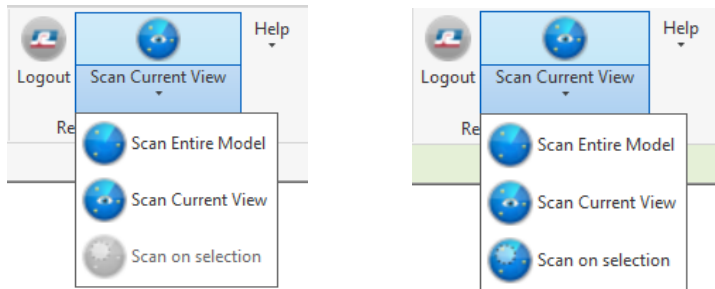 Logout
Scan Current View
Help
Re
Scan Entire Model
Scan Current View
Scan on selection
Logout
Scan Current View
Help
Re
Scan Entire Model
Scan Current View
Scan on selection